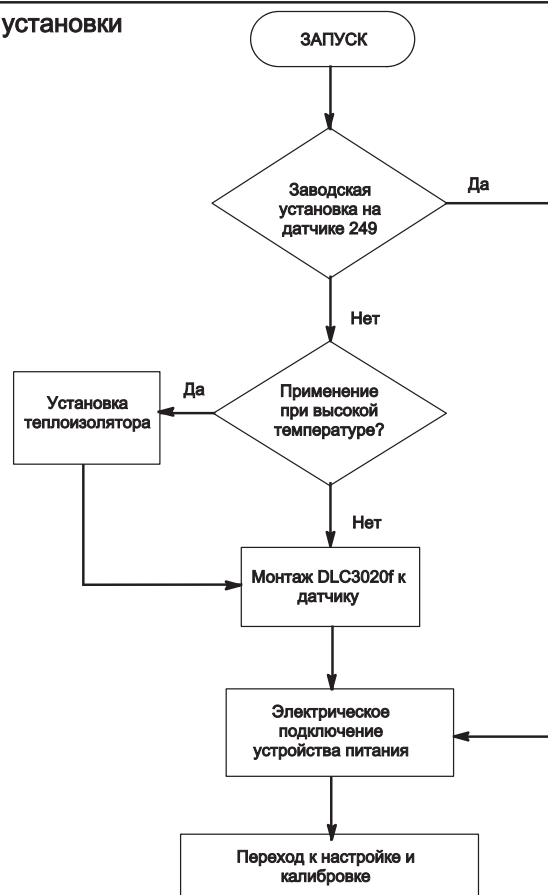 установки
ЗАПУСК
Заводская
установка на
датчике 249
Да
Нет
Применение
при высокой
температуре?
Да
Установка
теплоизолятора
Нет
Монтаж DLC3020f к
датчику
Электрическое
подключение
устройства питания
Переход к настройке и
калибровке